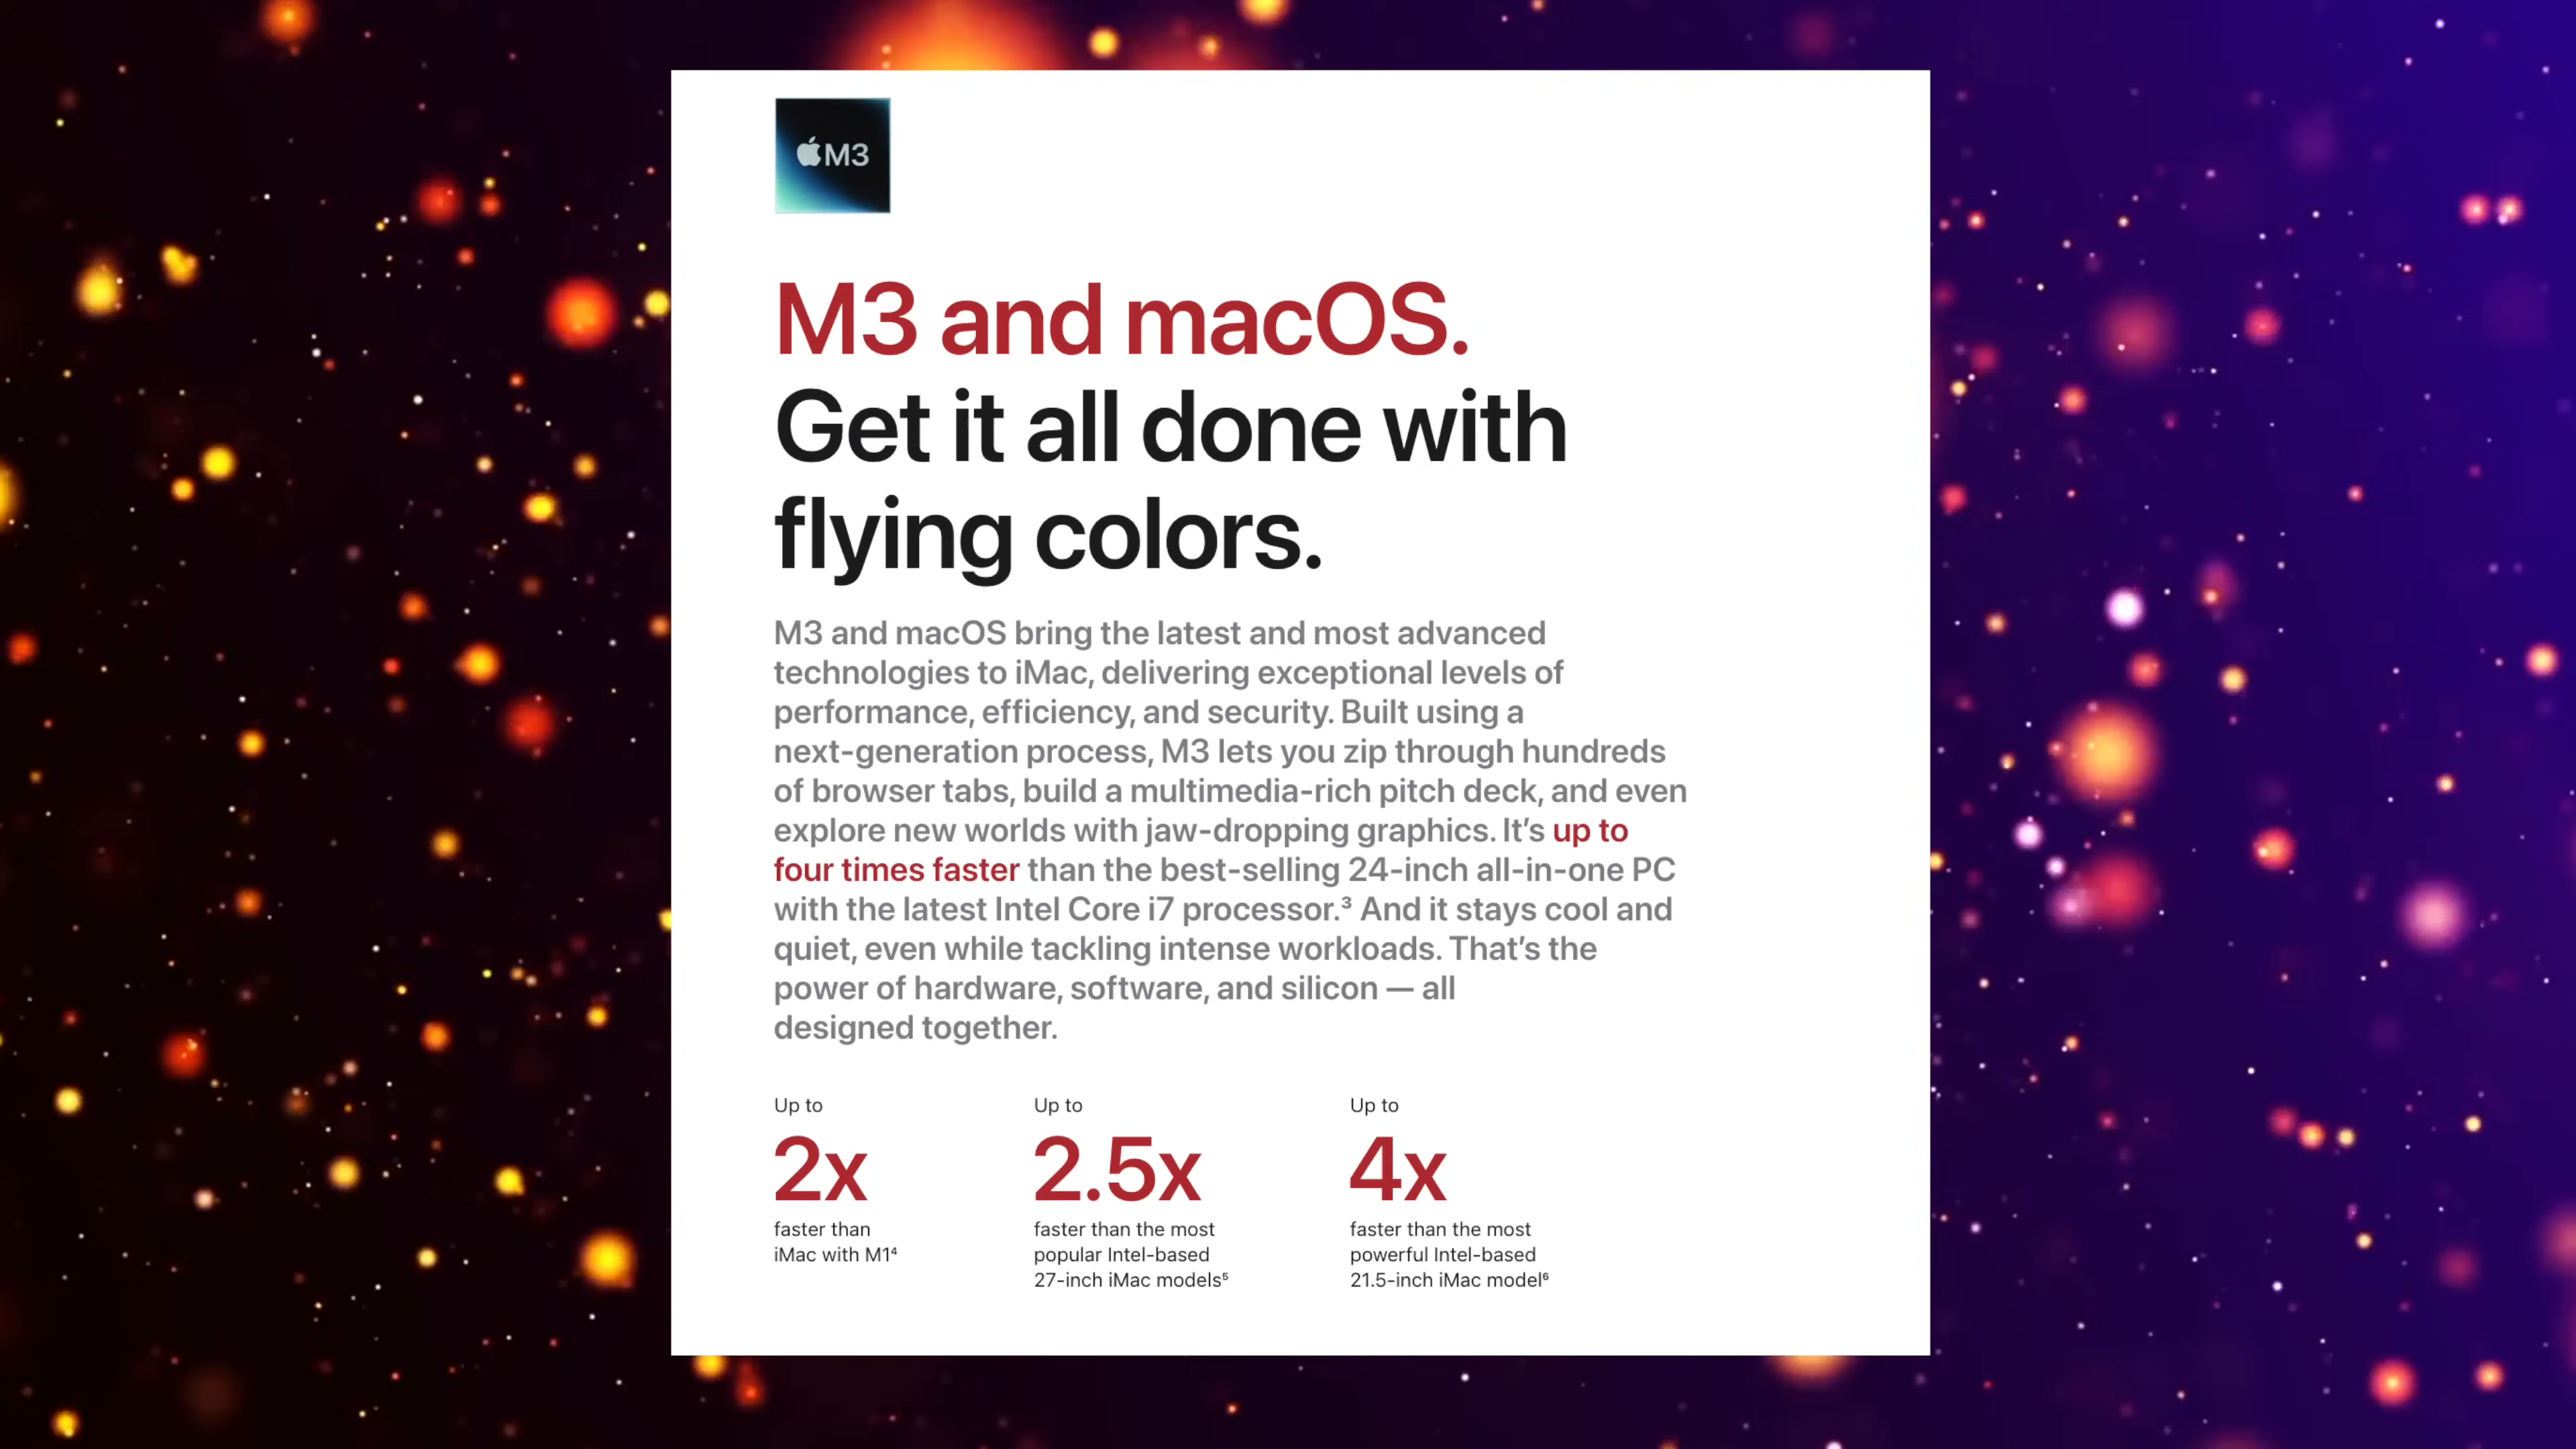 M3
M3 and macOS.
Get it all done with
flying colors.
M3 and macOS bring the latest and most advanced
technologies to iMac, delivering exceptional levels of
performance, efficiency, and security. Built using a
next-generation process, M3 lets you zip through hundreds
of browser tabs, build a multimedia-rich pitch deck, and even
explore new worlds with jaw-dropping graphics. It’s up to
four times faster than the best-selling 24-inch all-in-one PC
with the latest Intel Core i7 processor.³ And it stays cool and
quiet, even while tackling intense workloads. That’s the
power of hardware, software, and silicon — all
designed together.
Up to
2x
faster than
iMac with M1⁴
Up to
2.5x
faster than the most
popular Intel-based
27-inch iMac models⁵
Up to
4x
faster than the most
powerful Intel-based
21.5-inch iMac model⁶